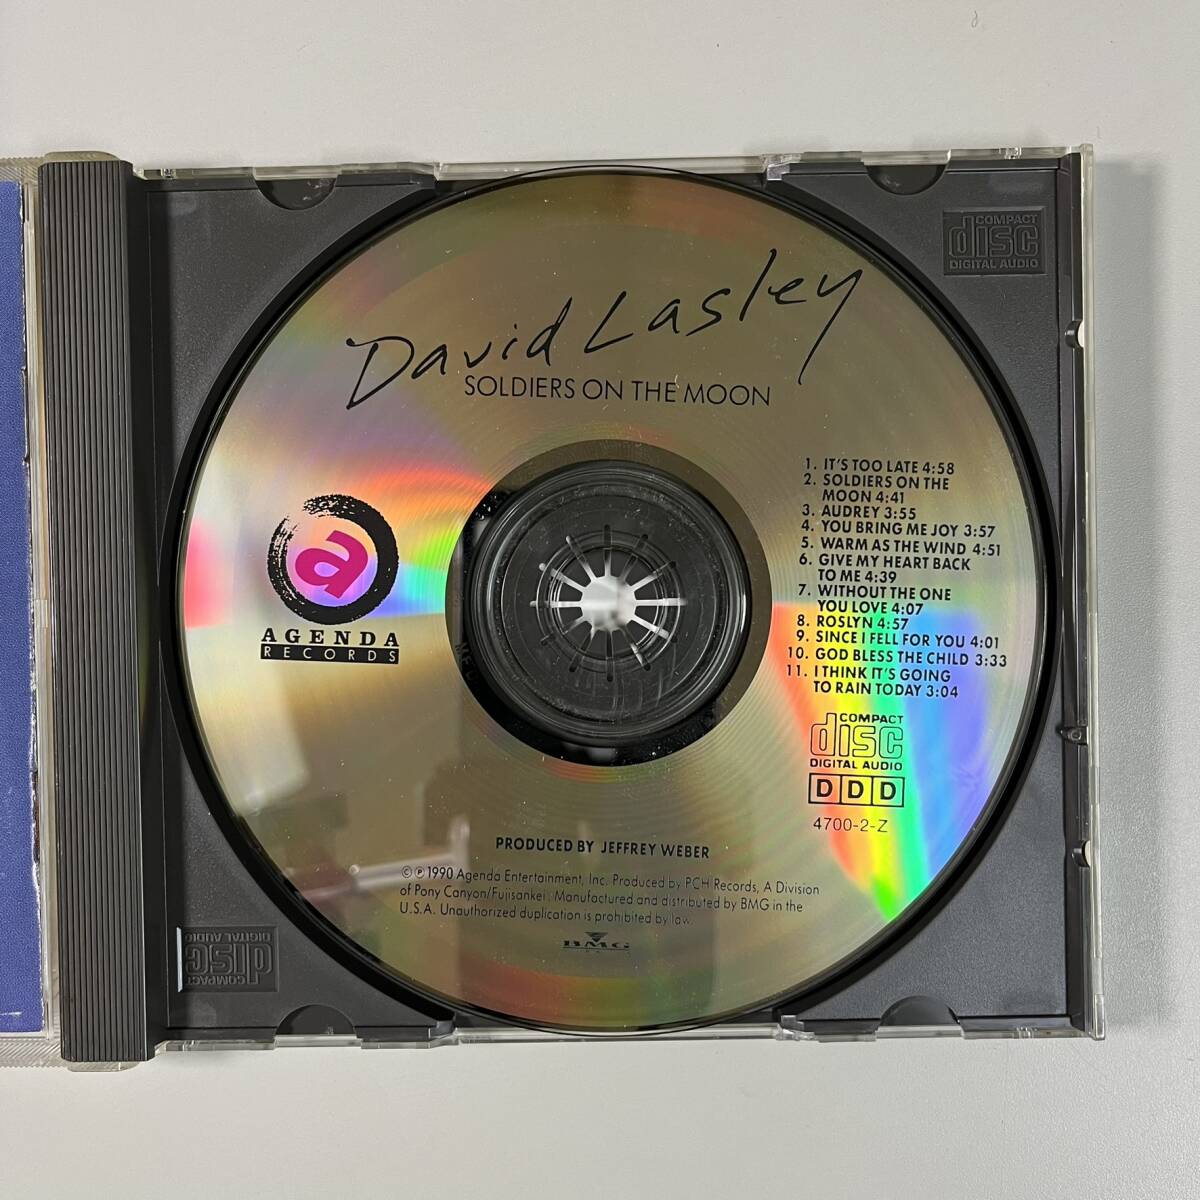 COMPACT
disc
DIGITAL AUDIO
David Lasley
SOLDIERS ON THE MOON
a
AGENDA
RECORDS
1. IT'S TOO LATE 4:58
2. SOLDIERS ON THE
MOON 4:41
3. AUDREY 3:55
4. YOU BRING ME JOY 3:57
5. WARM AS THE WIND 4:51
6. GIVE MY HEART BACK
TO ME 4:39
7. WITHOUT THE ONE
YOU LOVE 4:07
8. ROSLYN 4:57
9. SINCE I FELL FOR YOU 4:01
10. GOD BLESS THE CHILD 3:33
11. I THINK IT'S GOING
TO RAIN TODAY 3:04
COMPACT
disc
DIGITAL AUDIO
DDD
4700-2-Z
PRODUCED BY JEFFREY WEBER
©℗1990 Agenda Entertainment, Inc. Produced by PCH Records, A Division
of Pony Canyon/Fujisankei. Manufactured and distributed by BMG in the
U.S.A. Unauthorized duplication is prohibited by law.
BMG
COMPACT
disc
DIGITAL AUDIO